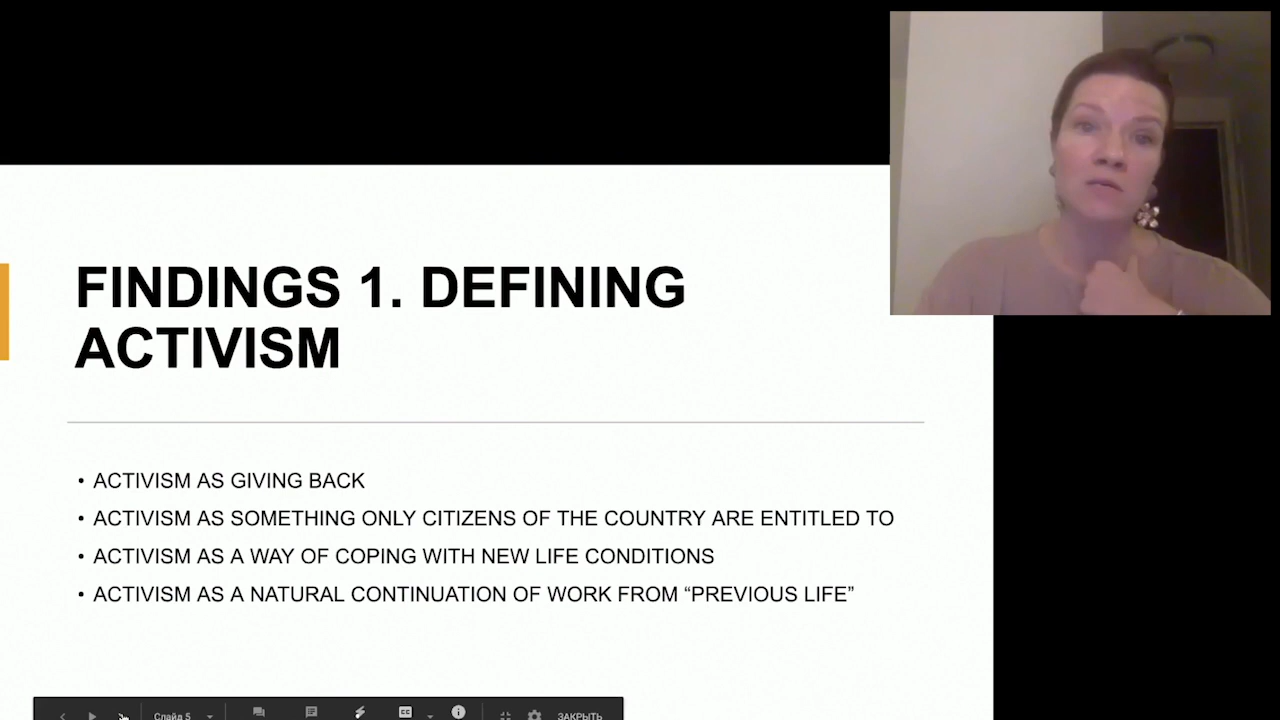 FINDINGS 1. DEFINING
ACTIVISM
• ACTIVISM AS GIVING BACK
• ACTIVISM AS SOMETHING ONLY CITIZENS OF THE COUNTRY ARE ENTITLED TO
• ACTIVISM AS A WAY OF COPING WITH NEW LIFE CONDITIONS
• ACTIVISM AS A NATURAL CONTINUATION OF WORK FROM “PREVIOUS LIFE”
Слайд 5 CC ЗАКРЫТЬ